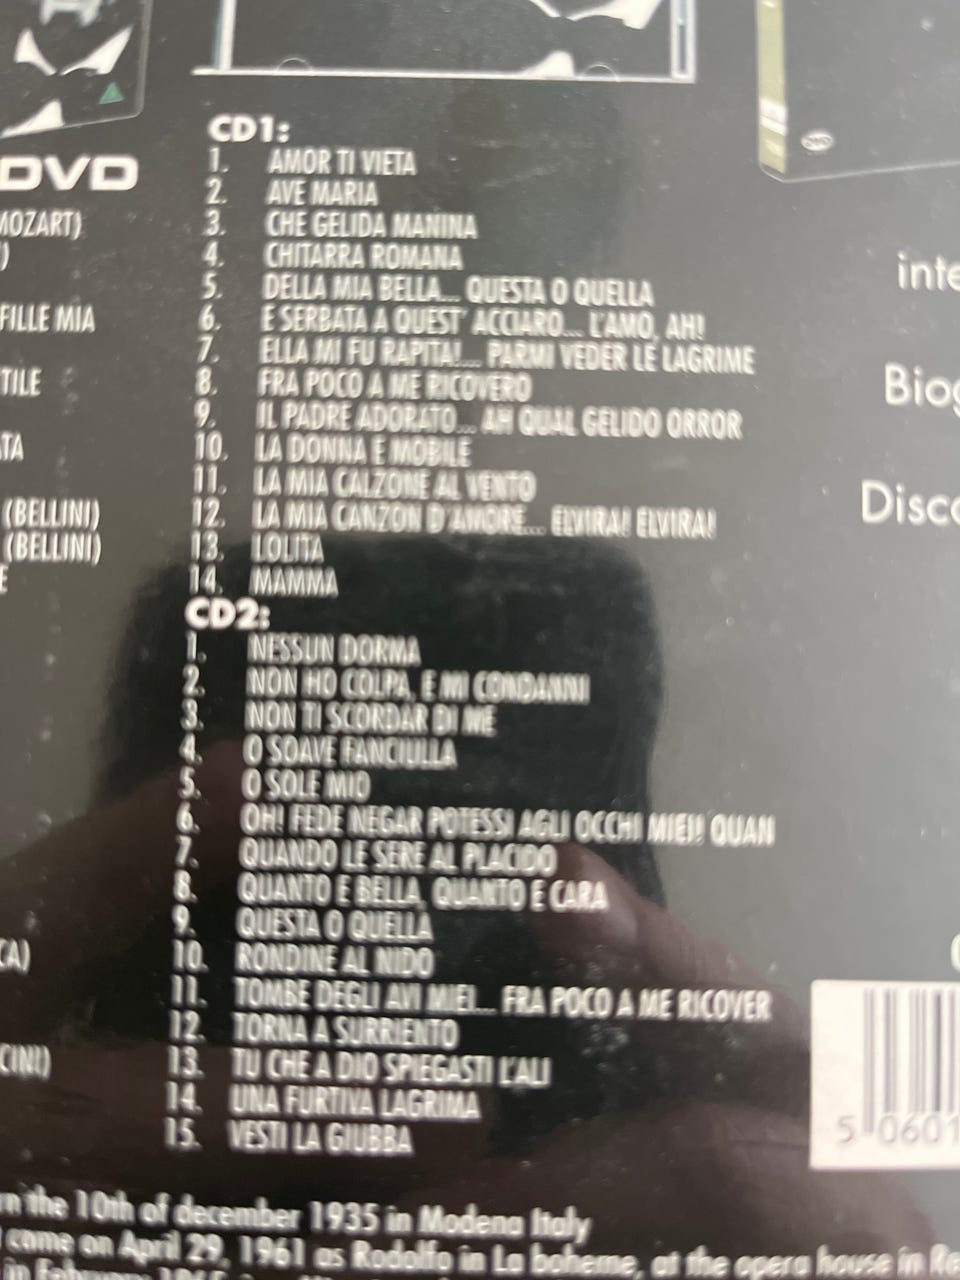 DVD
MOZART)
)
FILLE MIA
TILE
TA
(BELLINI)
(BELLINI)
E
CA)
CINI)
CD1:
1. AMOR TI VIETA
2. AVE MARIA
3. CHE GELIDA MANINA
4. CHITARRA ROMANA
5. DELLA MIA BELLA... QUESTA O QUELLA
6. E SERBATA A QUEST' ACCIARO... L'AMO, AH!
7. ELLA MI FU RAPITA!... PARMI VEDER LE LAGRIME
8. FRA POCO A ME RICOVERO
9. IL PADRE ADORATO... AH QUAL GELIDO ORROR
10. LA DONNA E MOBILE
11. LA MIA CALZONE AL VENTO
12. LA MIA CANZON D'AMORE... ELVIRA! ELVIRA!
13. LOLITA
14. MAMMA
CD2:
1. NESSUN DORMA
2. NON HO COLPA, E MI CONDANNI
3. NON TI SCORDAR DI ME
4. O SOAVE FANCIULLA
5. O SOLE MIO
6. OH! FEDE NEGAR POTESSI AGLI OCCHI MIEI! QUAN
7. QUANDO LE SERE AL PLACIDO
8. QUANTO E BELLA, QUANTO E CARA
9. QUESTA O QUELLA
10. RONDINE AL NIDO
11. TOMBE DEGLI AVI MIEI... FRA POCO A ME RICOVER
12. TORNA A SURRIENTO
13. TU CHE A DIO SPIEGASTI L'ALI
14. UNA FURTIVA LAGRIMA
15. VESTI LA GIUBBA
inte
Biog
Disco
5 0601
rn the 10th of december 1935 in Modena Italy
come on April 29, 1961 as Rodolfo in La boheme, at the opera house in Re
in February 1965